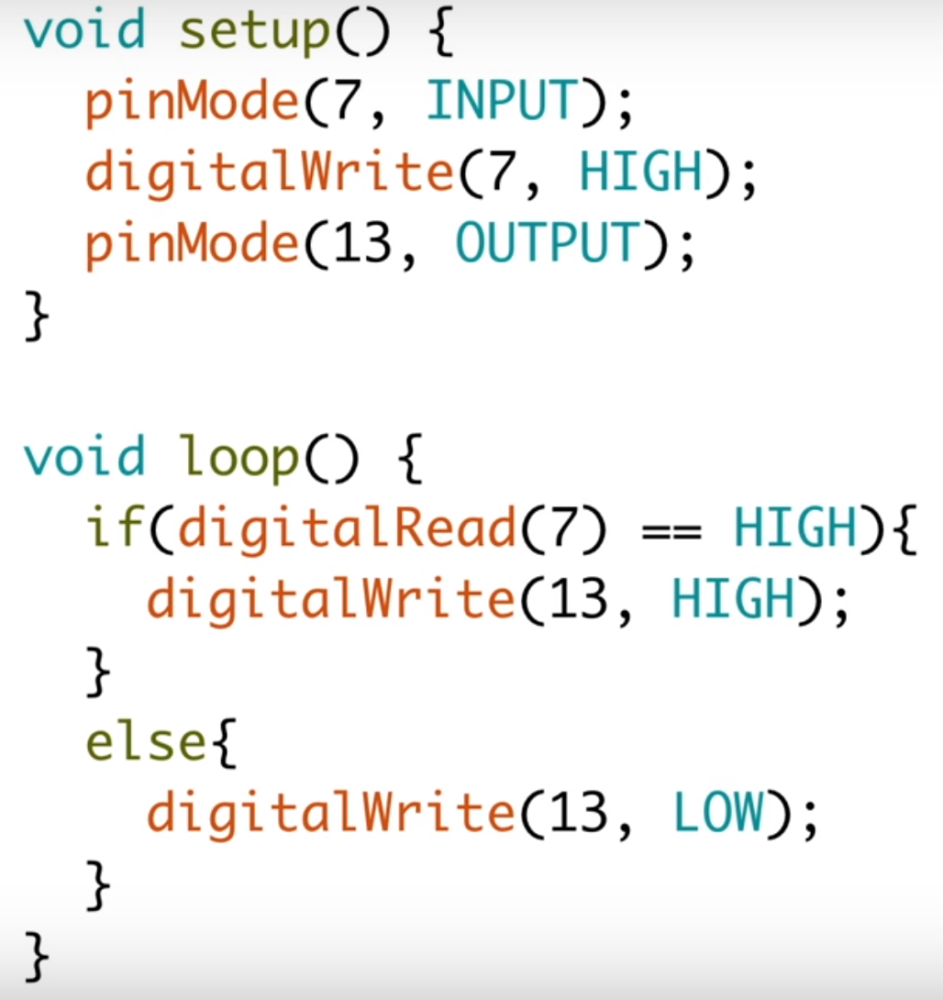 void setup() {
  pinMode(7, INPUT);
  digitalWrite(7, HIGH);
  pinMode(13, OUTPUT);
}

void loop() {
  if(digitalRead(7) == HIGH){
    digitalWrite(13, HIGH);
  }
  else{
    digitalWrite(13, LOW);
  }
}